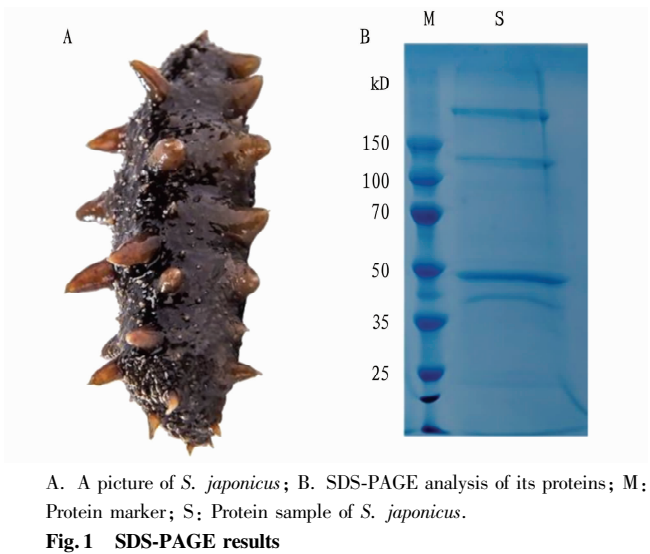 A
B
M S
kD
150
100
70
50
35
25
A. A picture of S. japonicus; B. SDS-PAGE analysis of its proteins; M:
Protein marker; S: Protein sample of S. japonicus.
Fig. 1 SDS-PAGE results